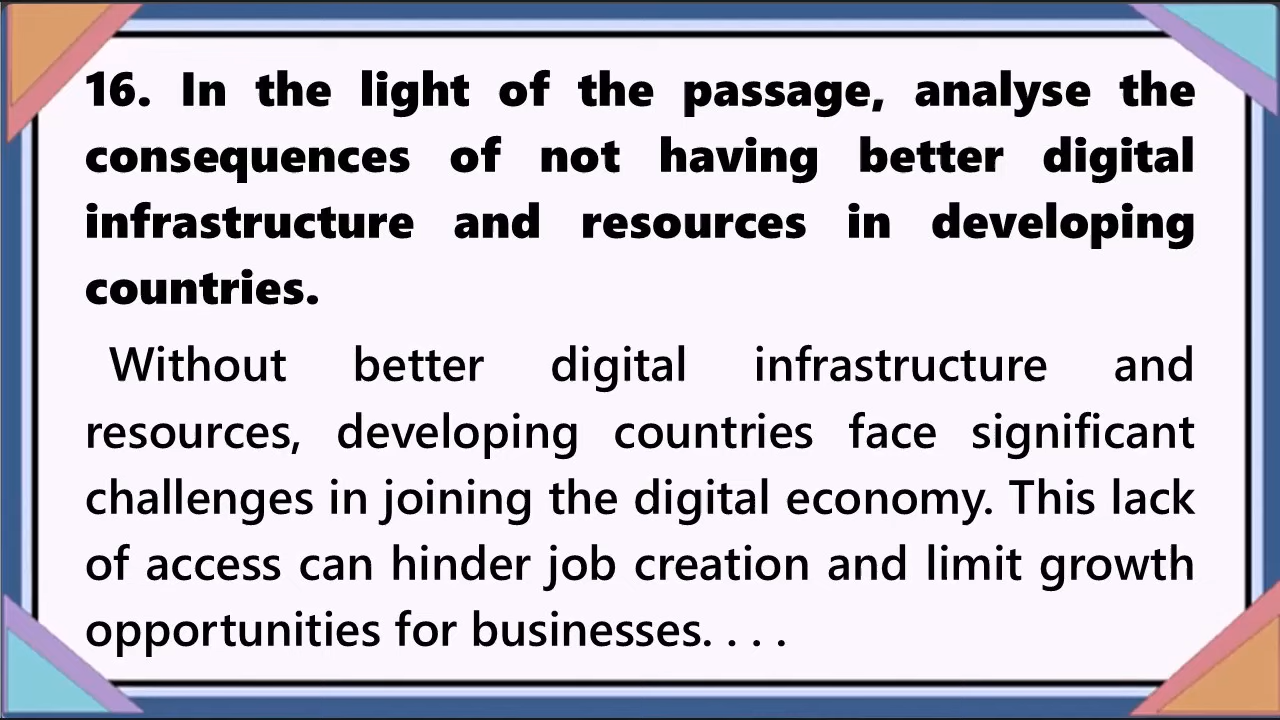 16. In the light of the passage, analyse the
consequences of not having better digital
infrastructure and resources in developing
countries.
Without better digital infrastructure and
resources, developing countries face significant
challenges in joining the digital economy. This lack
of access can hinder job creation and limit growth
opportunities for businesses. . . .